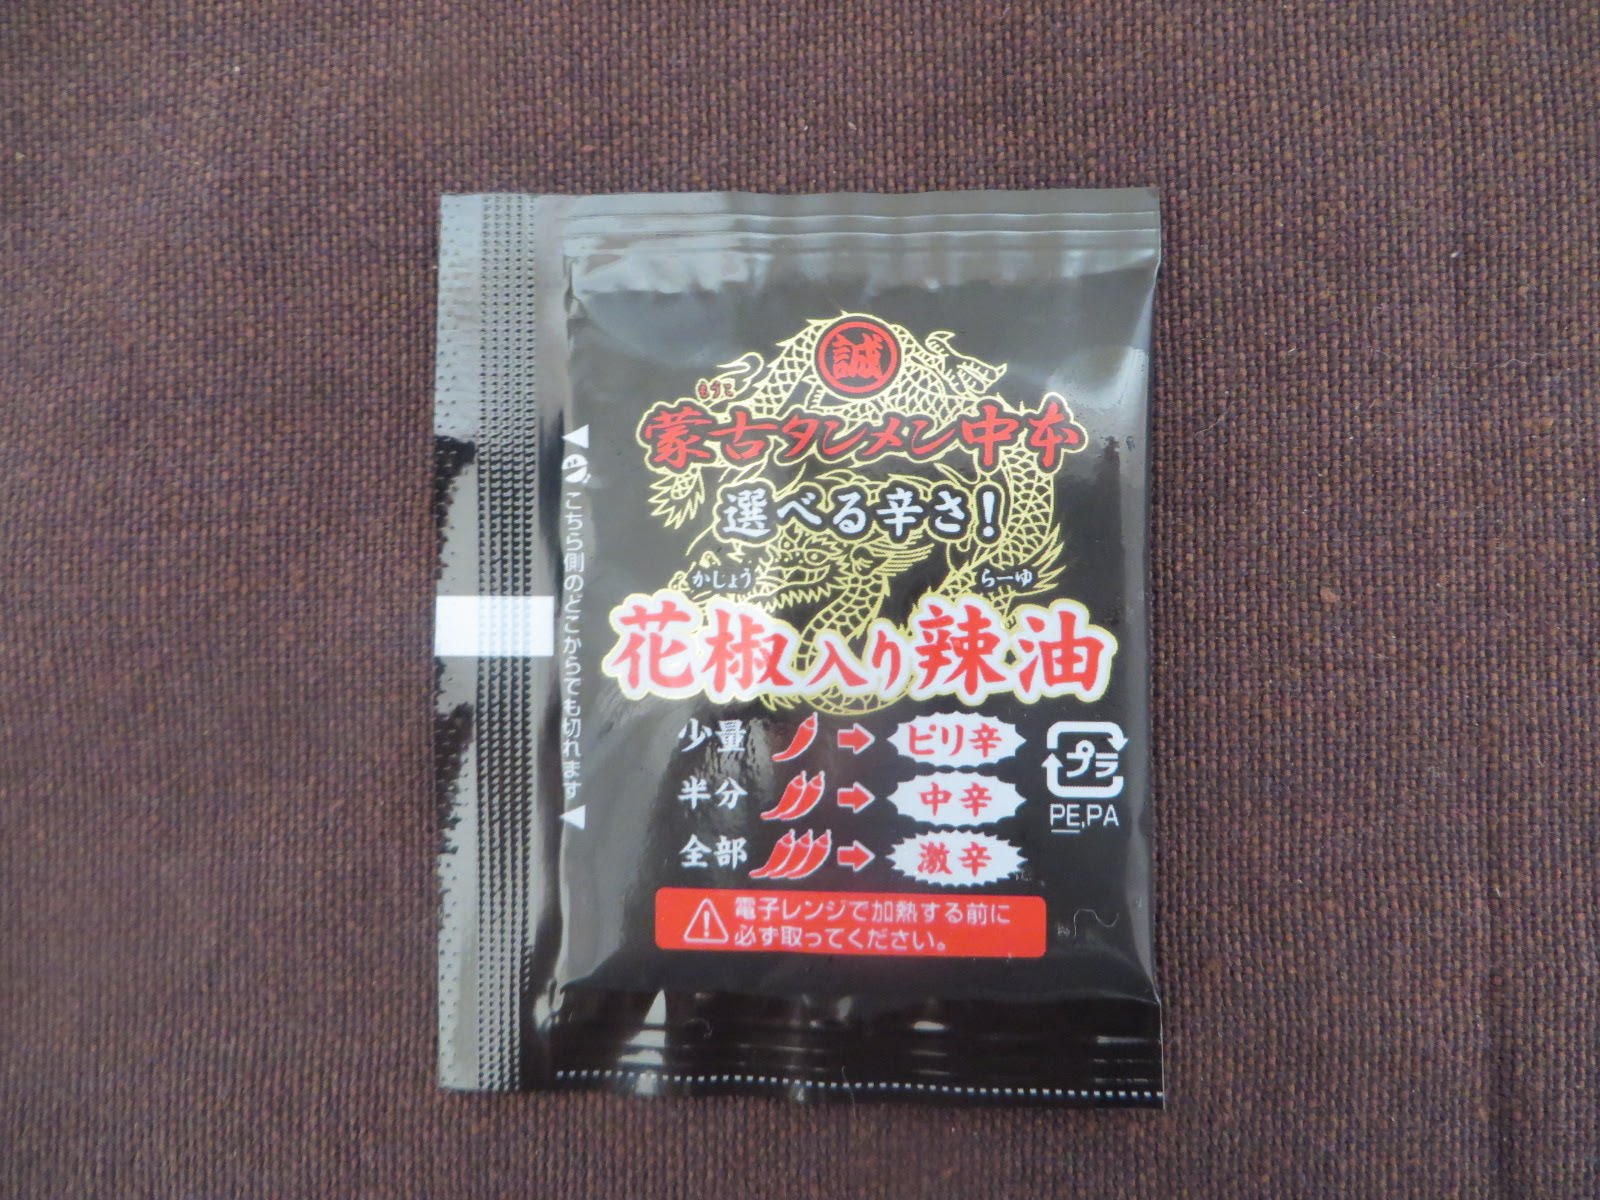 誠
もうこ
蒙古タンメン中本
選べる辛さ!
かしょう らーゆ
花椒入り辣油
少量 ピリ辛
半分 中辛
全部 激辛
プラ
PE,PA
電子レンジで加熱する前に
必ず取ってください。
こちら側のどこからでも切れます